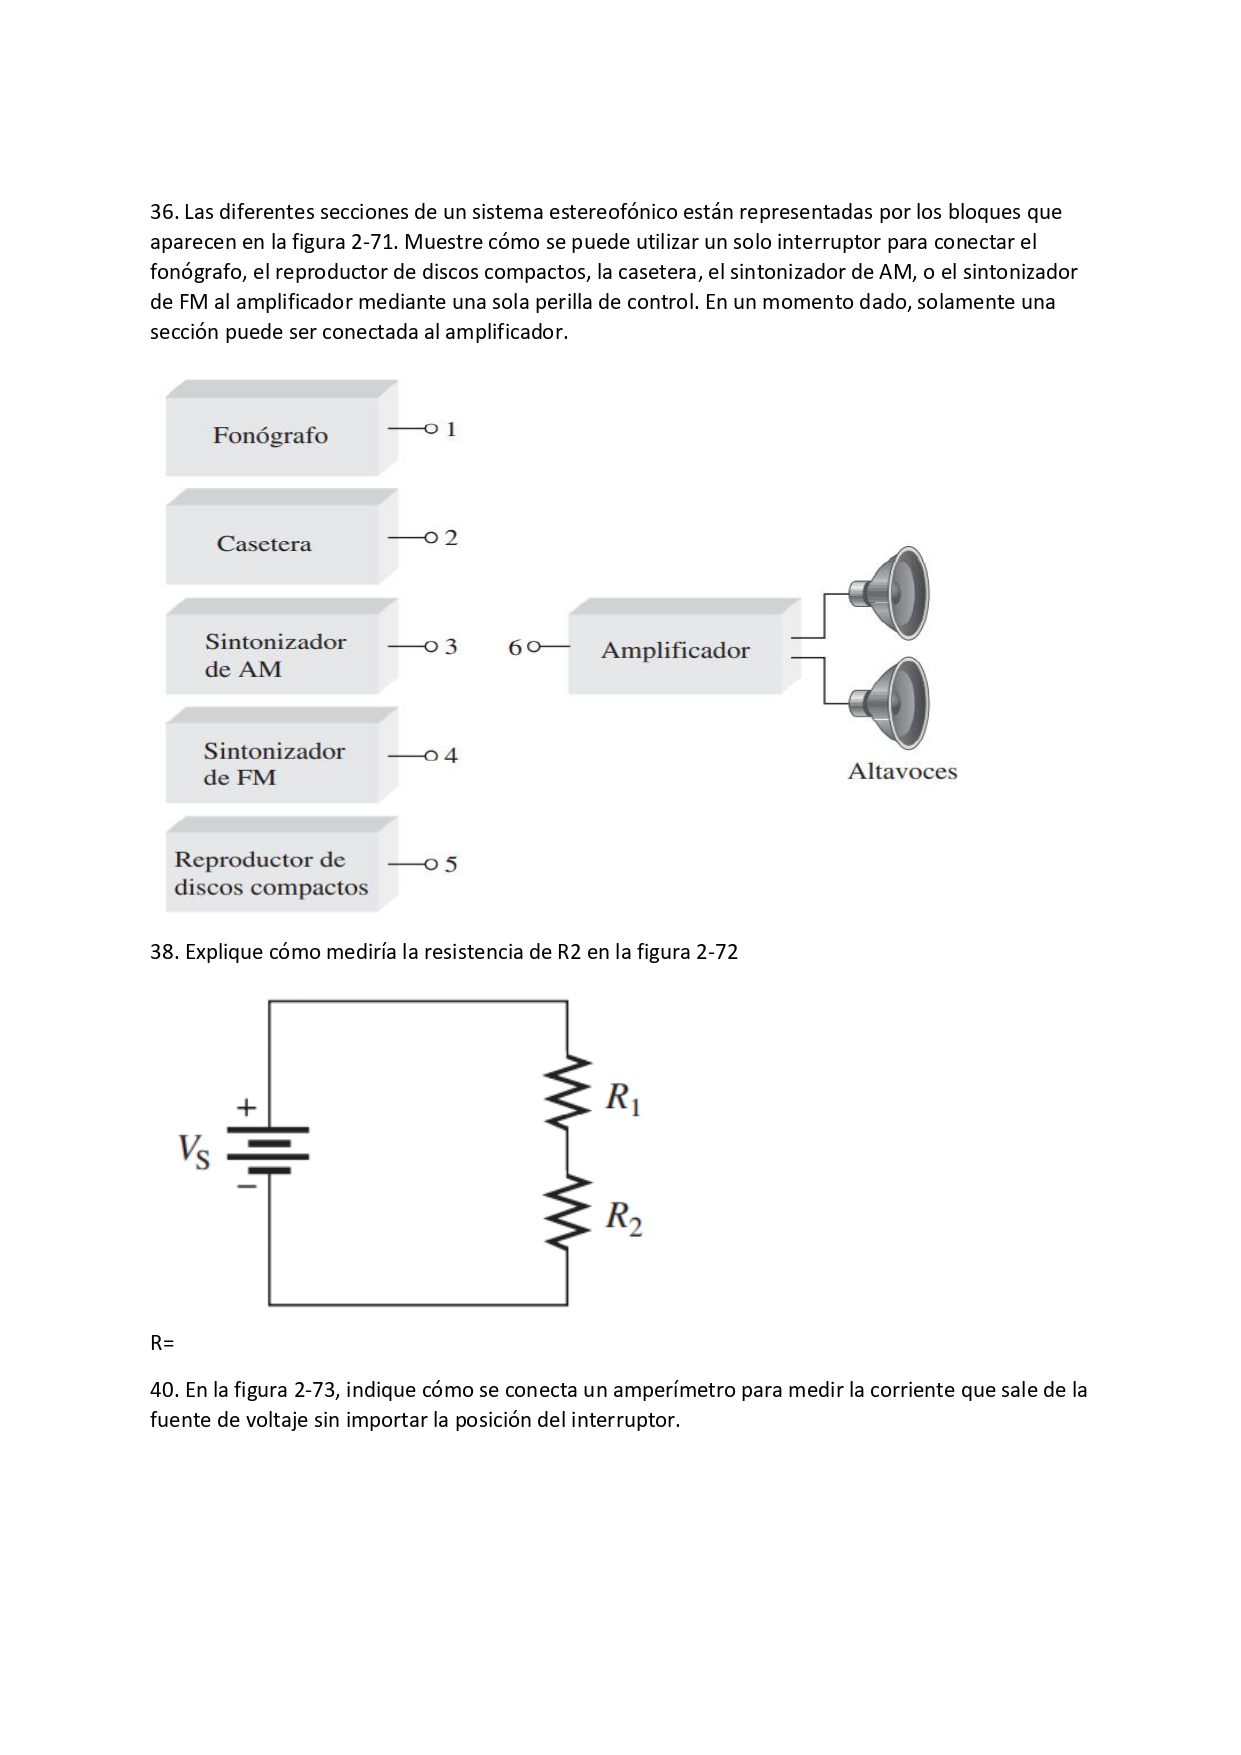 36. Las diferentes secciones de un sistema estereofónico están representadas por los bloques que
aparecen en la figura 2-71. Muestre cómo se puede utilizar un solo interruptor para conectar el
fonógrafo, el reproductor de discos compactos, la casetera, el sintonizador de AM, o el sintonizador
de FM al amplificador mediante una sola perilla de control. En un momento dado, solamente una
sección puede ser conectada al amplificador.
Fonógrafo
1
Casetera
2
Sintonizador
de AM
3
6
Amplificador
Sintonizador
de FM
4
Altavoces
Reproductor de
discos compactos
5
38. Explique cómo mediría la resistencia de R2 en la figura 2-72
+
VS
−
R1
R2
R=
40. En la figura 2-73, indique cómo se conecta un amperímetro para medir la corriente que sale de la
fuente de voltaje sin importar la posición del interruptor.